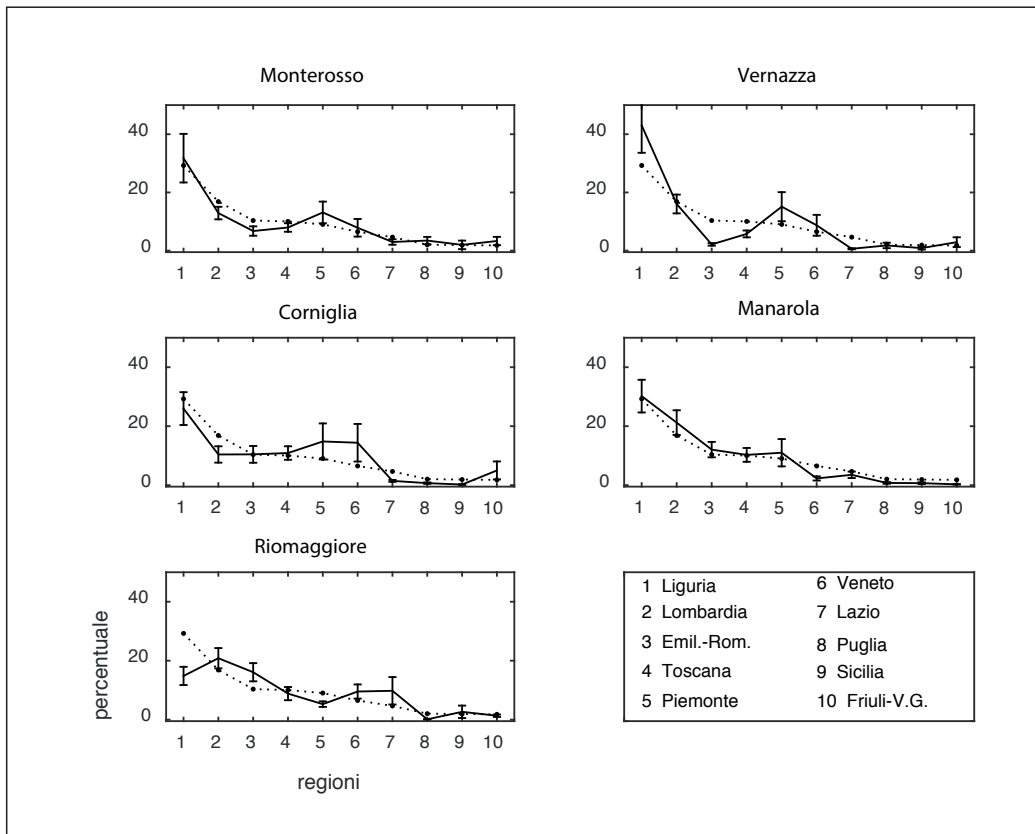 Monterosso
40
20
0
1 2 3 4 5 6 7 8 9 10
Vernazza
40
20
0
1 2 3 4 5 6 7 8 9 10
Corniglia
40
20
0
1 2 3 4 5 6 7 8 9 10
Manarola
40
20
0
1 2 3 4 5 6 7 8 9 10
Riomaggiore
percentuale
40
20
0
1 2 3 4 5 6 7 8 9 10
regioni
1 Liguria
2 Lombardia
3 Emil.-Rom.
4 Toscana
5 Piemonte
6 Veneto
7 Lazio
8 Puglia
9 Sicilia
10 Friuli-V.G.